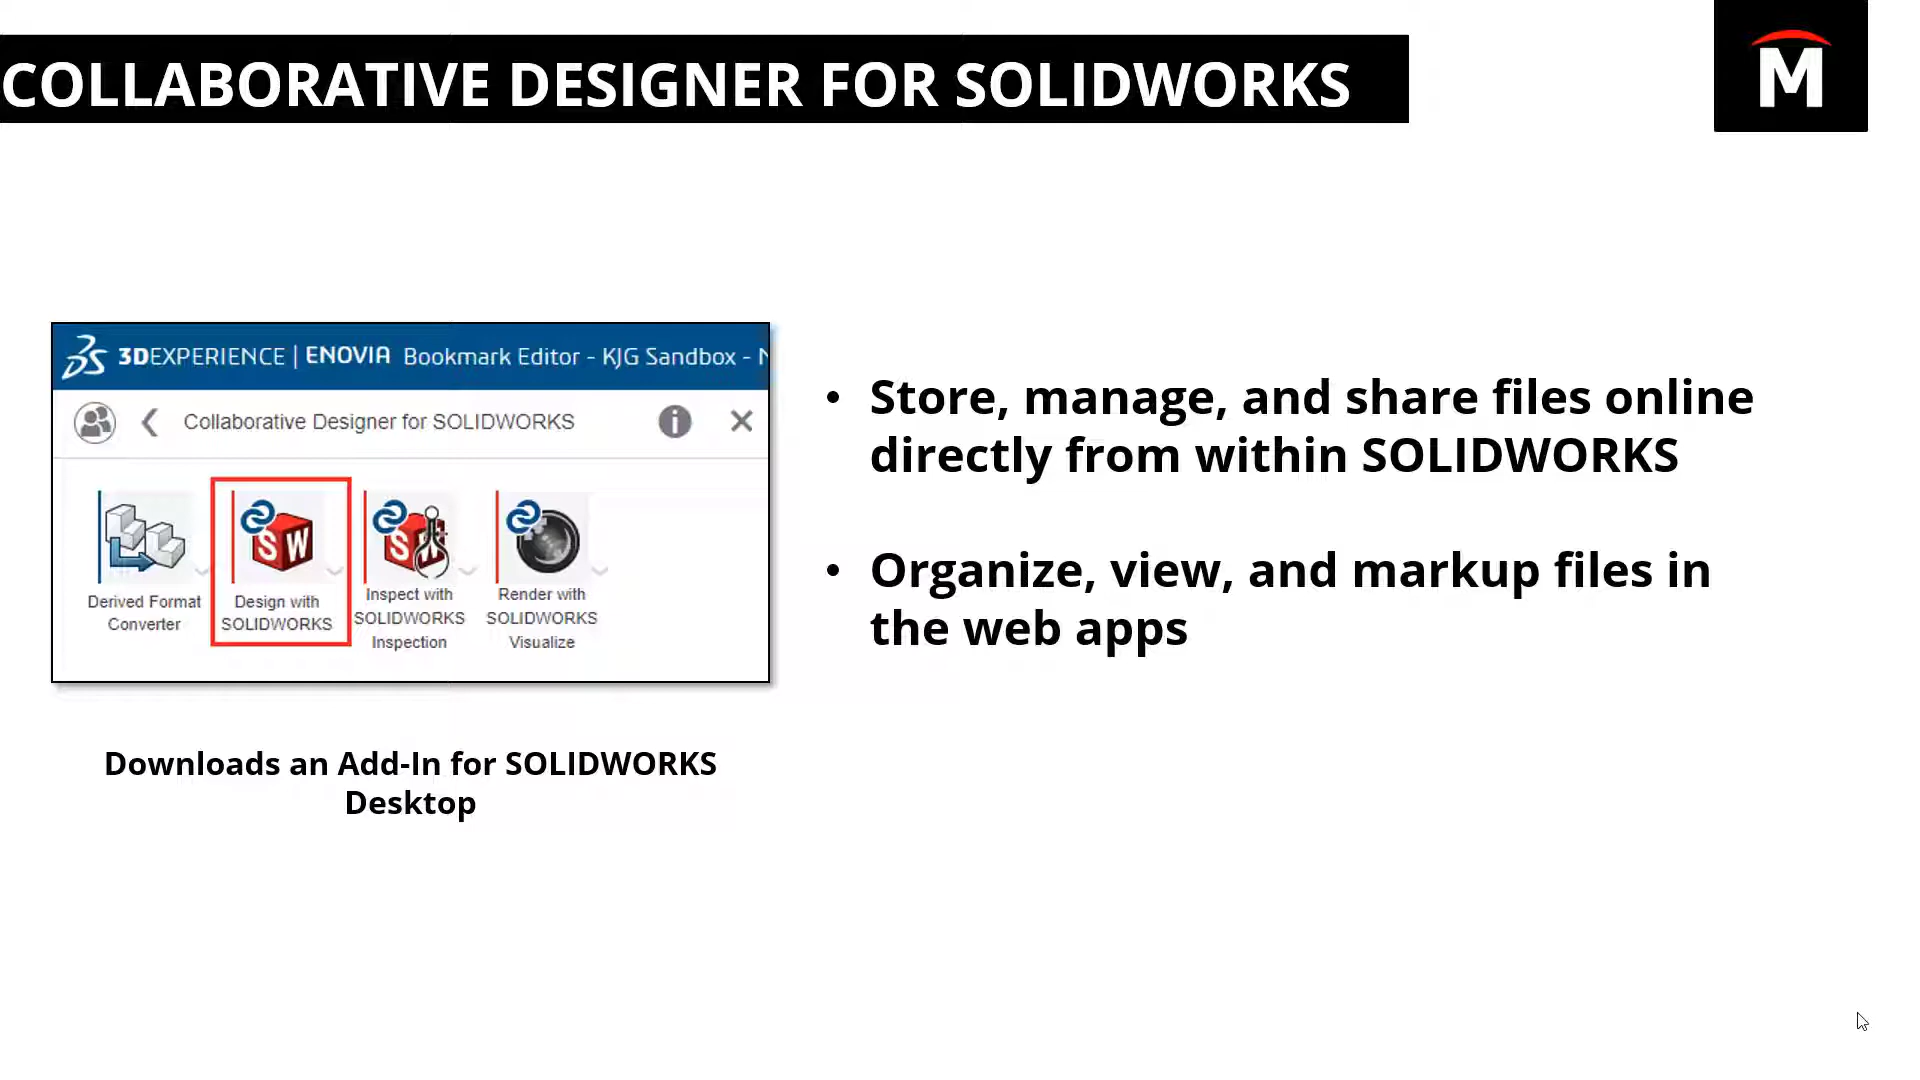 COLLABORATIVE DESIGNER FOR SOLIDWORKS
M
3DEXPERIENCE | ENOVIA Bookmark Editor - KJG Sandbox - N
Collaborative Designer for SOLIDWORKS
Derived Format
Converter
Design with
SOLIDWORKS
Inspect with
SOLIDWORKS
Inspection
Render with
SOLIDWORKS
Visualize
Downloads an Add-In for SOLIDWORKS
Desktop
• Store, manage, and share files online
directly from within SOLIDWORKS
• Organize, view, and markup files in
the web apps